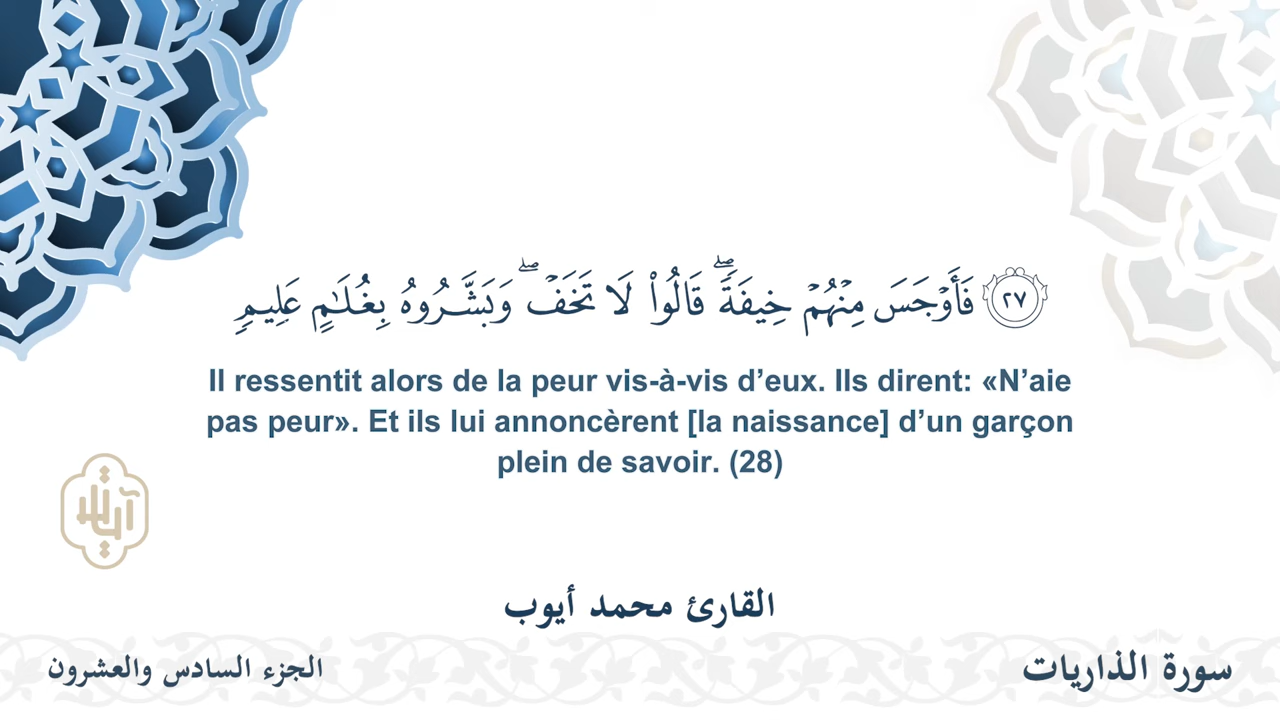 ٢٧ فَأَوْجَسَ مِنْهُمْ خِيفَةًۖ قَالُوا۟ لَا تَخَفْۖ وَبَشَّرُوهُ بِغُلَـٰمٍ عَلِيمٍ
Il ressentit alors de la peur vis-à-vis d’eux. Ils dirent: «N’aie
pas peur». Et ils lui annoncèrent [la naissance] d’un garçon
plein de savoir. (28)
آيات
القارئ محمد أيوب
سورة الذاريات
الجزء السادس والعشرون